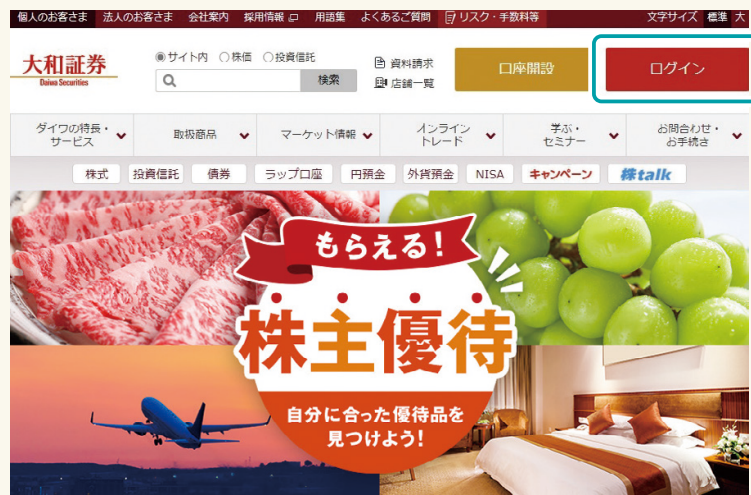 個人のお客さま 法人のお客さま 会社案内 採用情報 用語集 よくあるご質問 リスク・手数料等 文字サイズ 標準 大
大和証券
Daiwa Securities
サイト内 株価 投資信託
検索
資料請求
店舗一覧
口座開設
ログイン
ダイワの特長・
サービス
取扱商品
マーケット情報
オンライン
トレード
学ぶ・
セミナー
お問合わせ・
お手続き
株式 投資信託 債券 ラップ口座 円預金 外貨預金 NISA キャンペーン 株talk
もらえる!
株主優待
自分に合った優待品を
見つけよう!